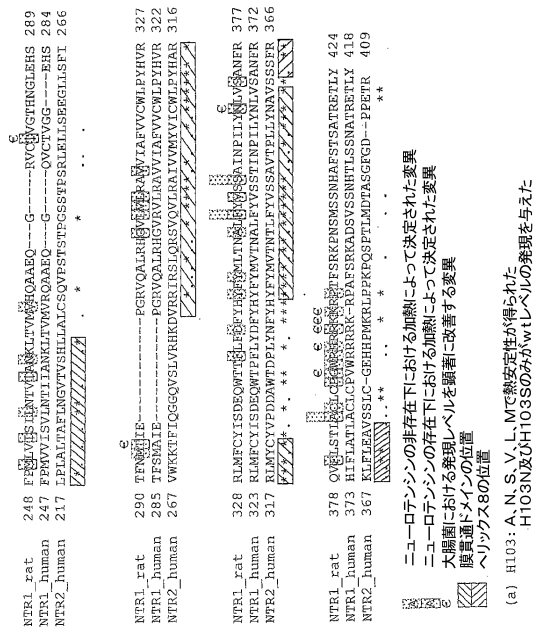 NTR1_rat 248 289
NTR1_human 247 FPMVVISVLNTIIANKLTVMVRQAAEQ---G-----QVCTVGG----EHS 284
NTR2_human 217 LPLALTAFLNGVTVSHLLALCSQVPSTSTPGSSTPSRLELLSEEGLLSFI 266
NTR1_rat 290 327
NTR1_human 285 TPSMAIE------------PGRVQALRHGVRVLRAVVIAFVVCWLPYHVR 322
NTR2_human 267 VWKKTFIQGGQVSLVRHKDVRRIRSLQRSVQVLRAIVVMYVICWLPYHAR 316
NTR1_rat 328 377
NTR1_human 323 RLMFCYISDEQWTPFLYDFYHYFYMVTNALFYVSSTINPILYNLVSANFR 372
NTR2_human 317 RLMYCYVPDDAWTDPLYNFYHYFYMVTNTLFYVSSAVTPLLYNAVSSSFR 366
NTR1_rat 378 424
NTR1_human 373 HIFLATLACLCPVWRRRRK-RPAFSRKADSVSSNHTLSSNATRETLY 418
NTR2_human 367 KLFLEAVSSLC-GEHHPMKRLPPKPQSPTLMDTASGFGD--PPETR 409
ニューロテンシンの非存在下における加熱によって決定された変異
ニューロテンシンの存在下における加熱によって決定された変異
€ 大腸菌における発現レベルを顕著に改善する変異
膜貫通ドメインの位置
ヘリックス8の位置
(a) H103: A, N, S, V, L, Mで熱安定性が得られた
H103N及びH103Sのみがwtレベルの発現を与えた